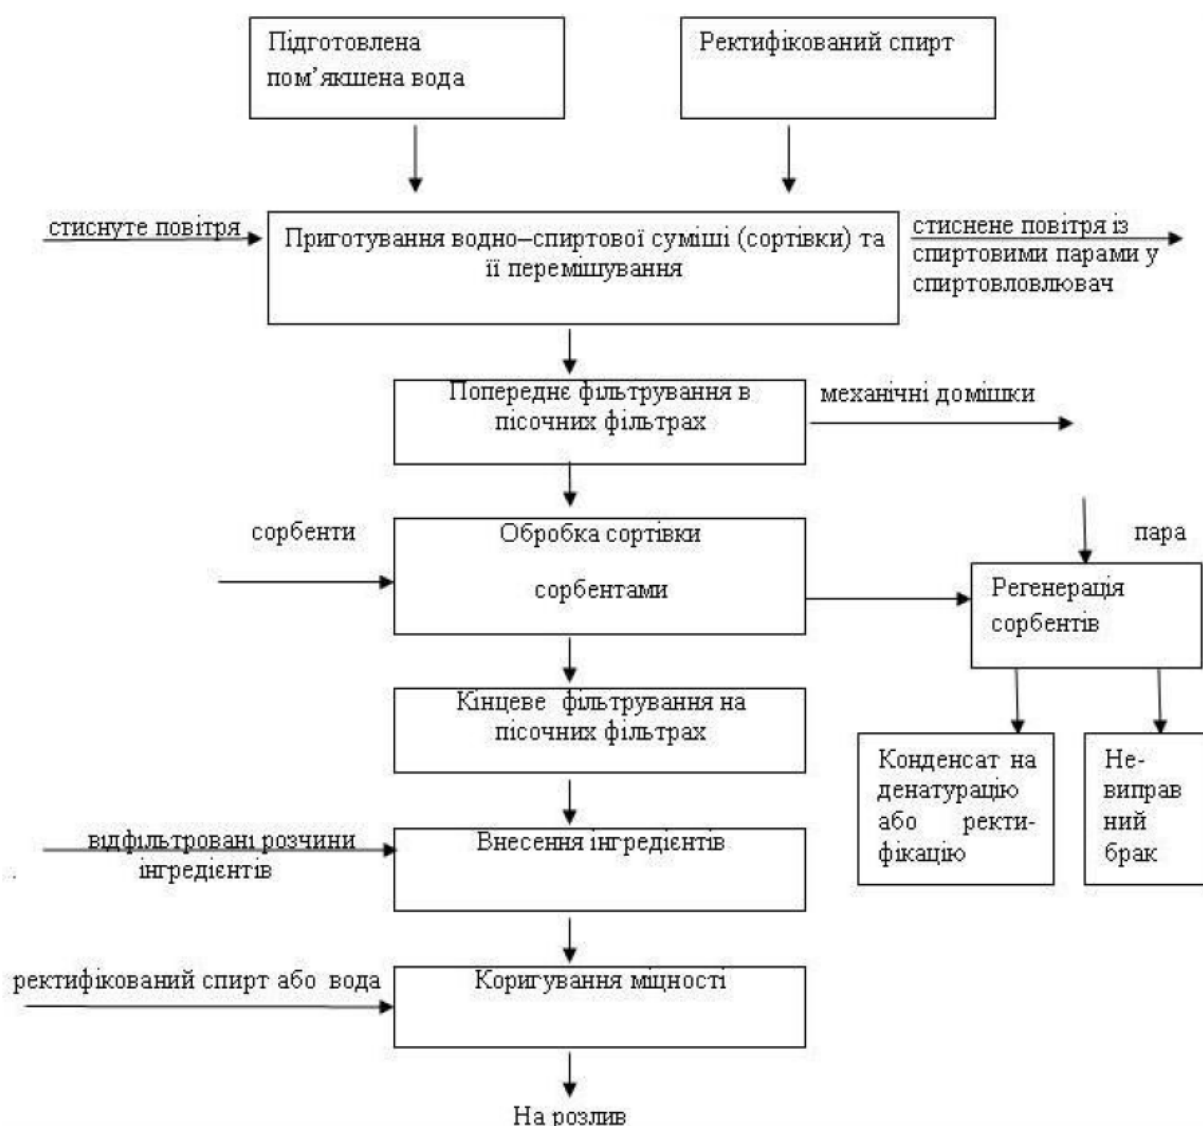 Підготовлена
пом’якшена вода
Ректифікований спирт
стиснуте повітря
Приготування водно–спиртової суміші (сортівки) та
її перемішування
стиснене повітря із
спиртовими парами у
спиртовловлювач
Попереднє фільтрування в
пісочних фільтрах
механічні домішки
сорбенти
Обробка сортівки
сорбентами
пара
Регенерація
сорбентів
Кінцеве фільтрування на
пісочних фільтрах
Конденсат на
денатурацію
або ректи-
фікацію
Не-
виправ
ний
брак
відфільтровані розчини
інгредієнтів
Внесення інгредієнтів
ректифікований спирт або вода
Коригування міцності
На розлив